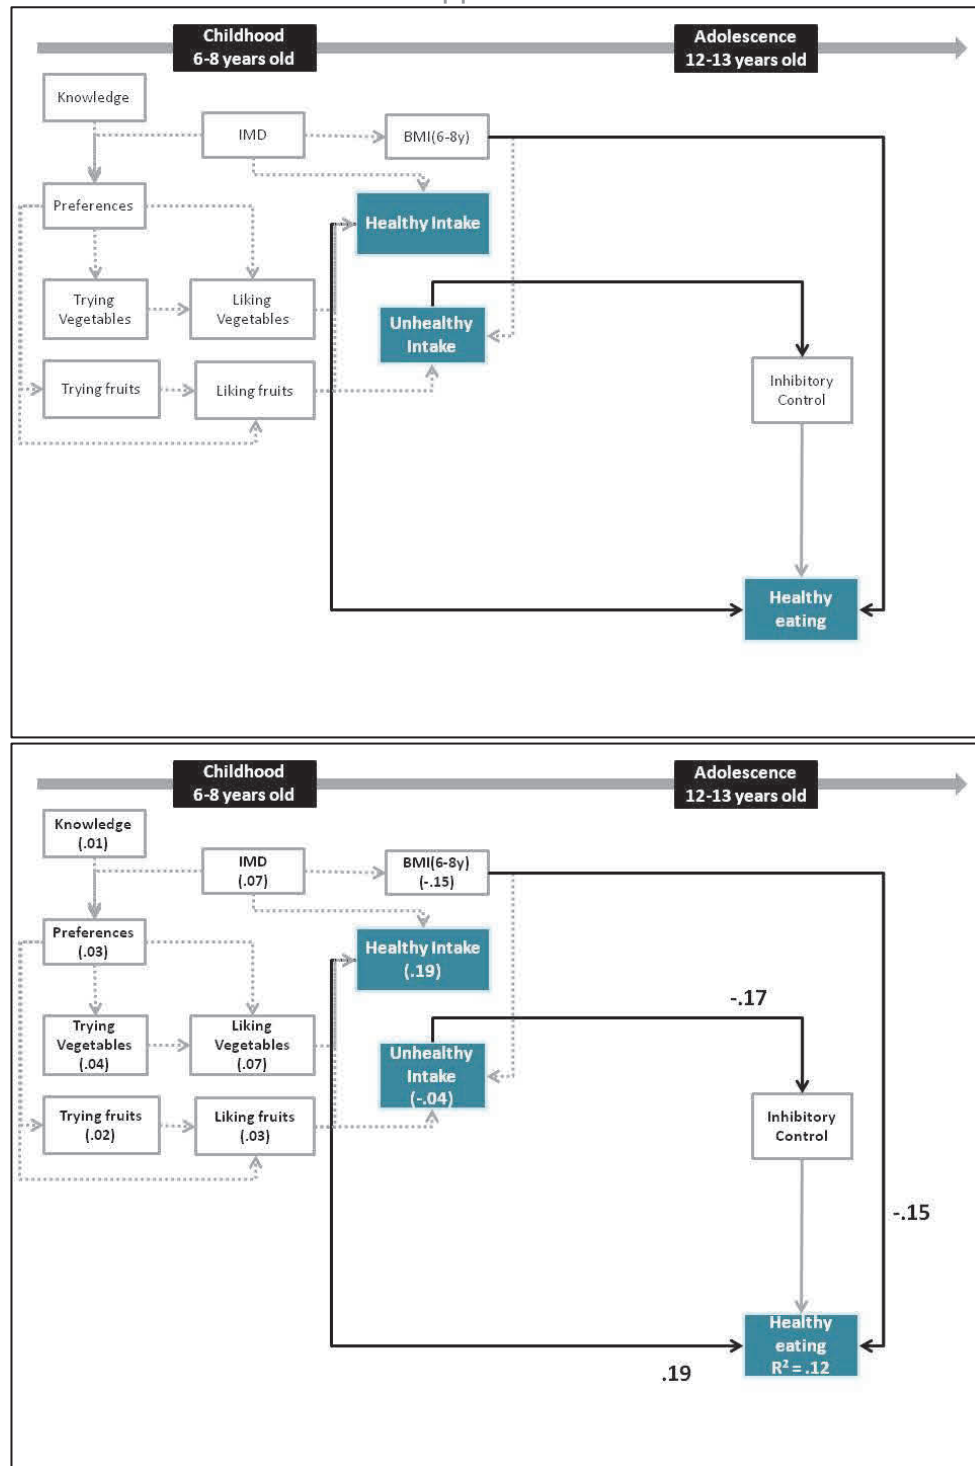 Childhood
6-8 years old
Adolescence
12-13 years old
Knowledge
IMD
BMI(6-8y)
Preferences
Healthy Intake
Trying
Vegetables
Liking
Vegetables
Unhealthy
Intake
Trying fruits
Liking fruits
Inhibitory
Control
Healthy
eating
Childhood
6-8 years old
Adolescence
12-13 years old
Knowledge
(.01)
IMD
(.07)
BMI(6-8y)
(-.15)
Preferences
(.03)
Healthy Intake
(.19)
-.17
Trying
Vegetables
(.04)
Liking
Vegetables
(.07)
Unhealthy
Intake
(-.04)
Trying fruits
(.02)
Liking fruits
(.03)
Inhibitory
Control
-.15
Healthy
eating
R² = .12
.19